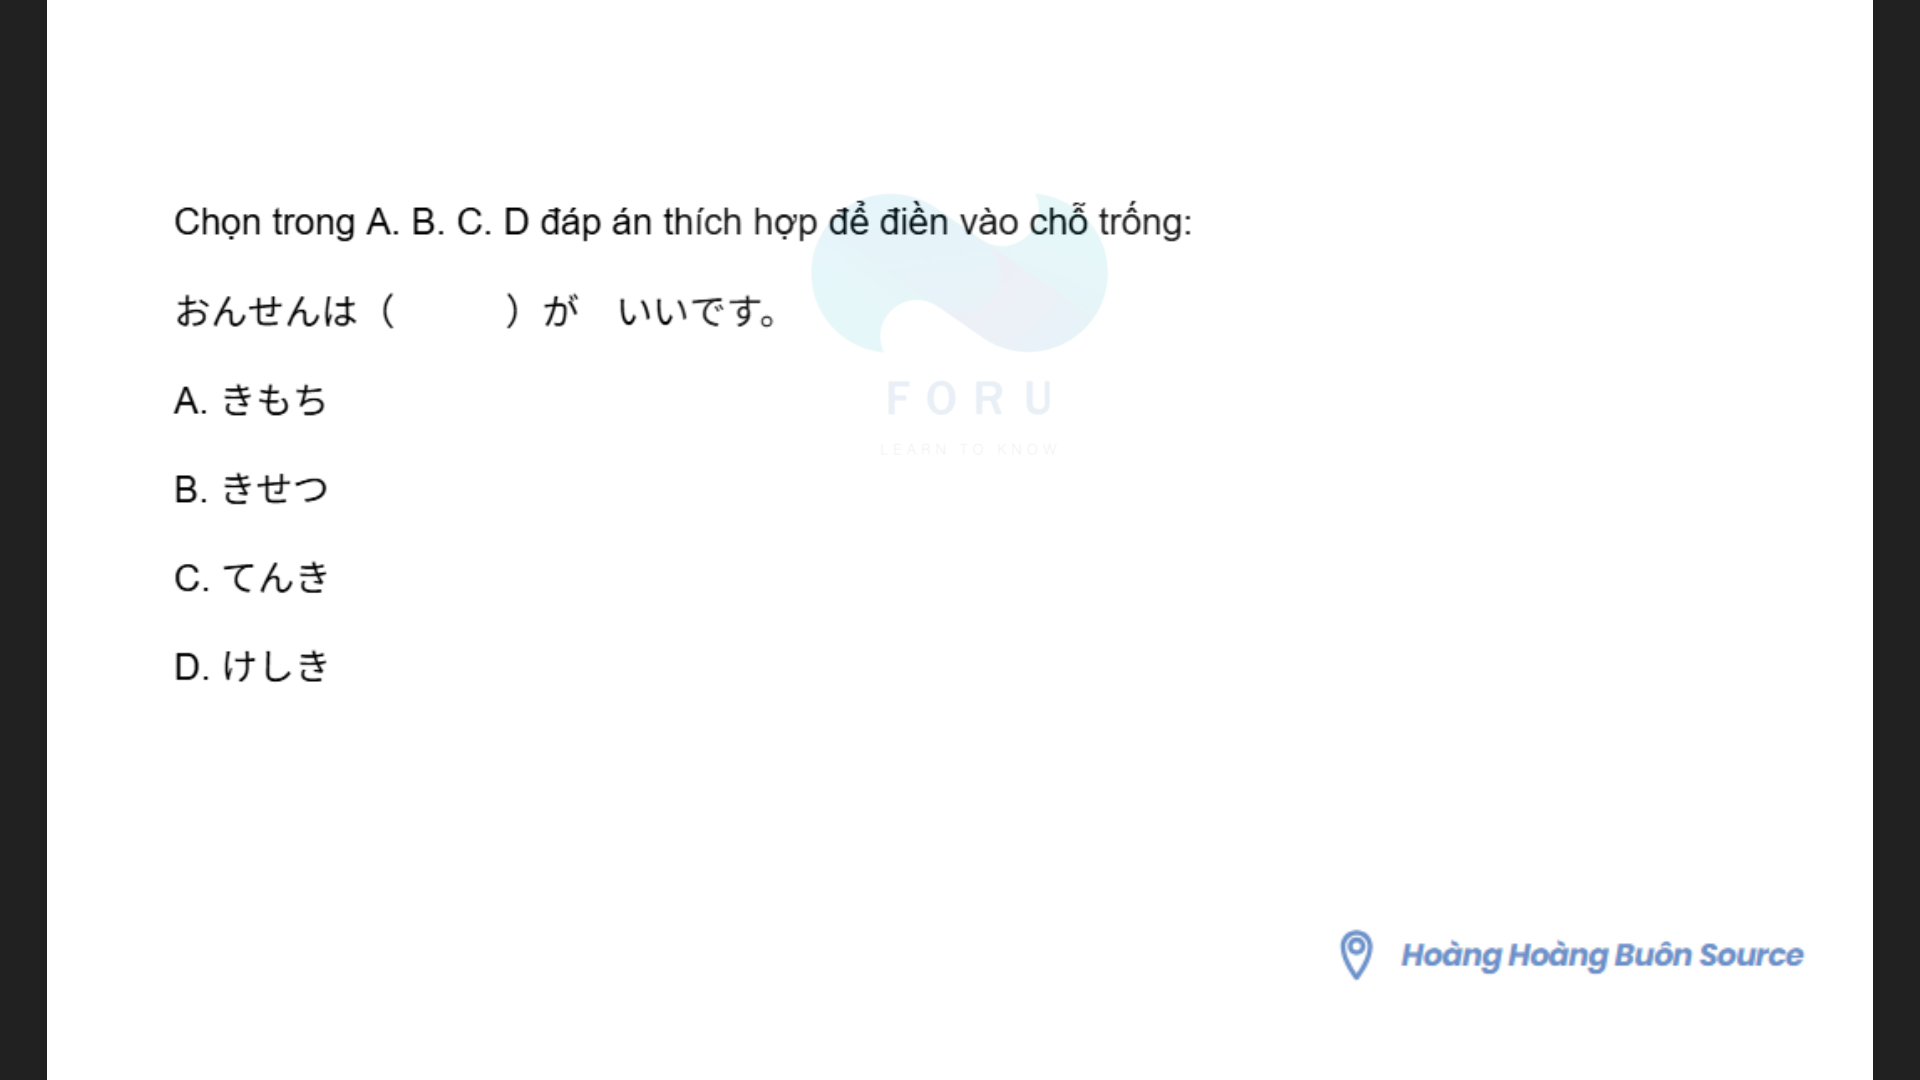 Chọn trong A. B. C. D đáp án thích hợp để điền vào chỗ trống:
おんせんは（　　　）が　いいです。
A. きもち
B. きせつ
C. てんき
D. けしき
FORU
LEARN TO KNOW
Hoàng Hoàng Buôn Source